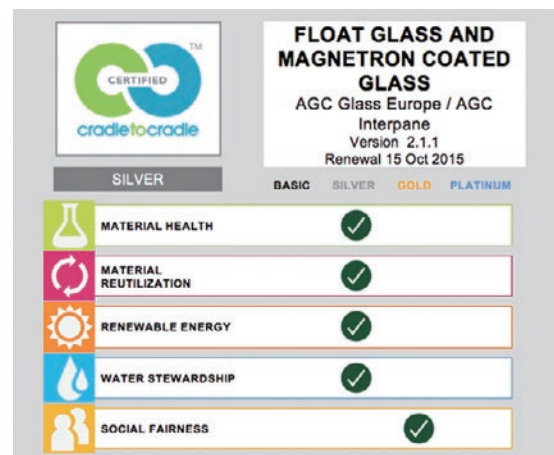 CERTIFIED
TM
cradletocradle
SILVER
FLOAT GLASS AND
MAGNETRON COATED
GLASS
AGC Glass Europe / AGC
Interpane
Version 2.1.1
Renewal 15 Oct 2015
BASIC SILVER GOLD PLATINUM
MATERIAL HEALTH
MATERIAL
REUTILIZATION
RENEWABLE ENERGY
WATER STEWARDSHIP
SOCIAL FAIRNESS